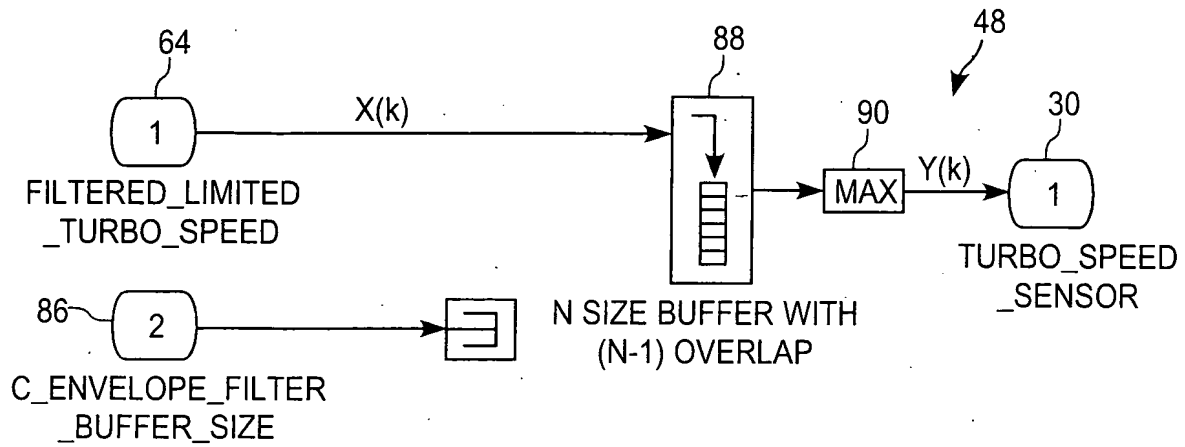 64
88
48
90
30
X(k)
1
MAX
Y(k)
1
FILTERED_LIMITED
_TURBO_SPEED
TURBO_SPEED
_SENSOR
86
2
N SIZE BUFFER WITH
(N-1) OVERLAP
C_ENVELOPE_FILTER
_BUFFER_SIZE